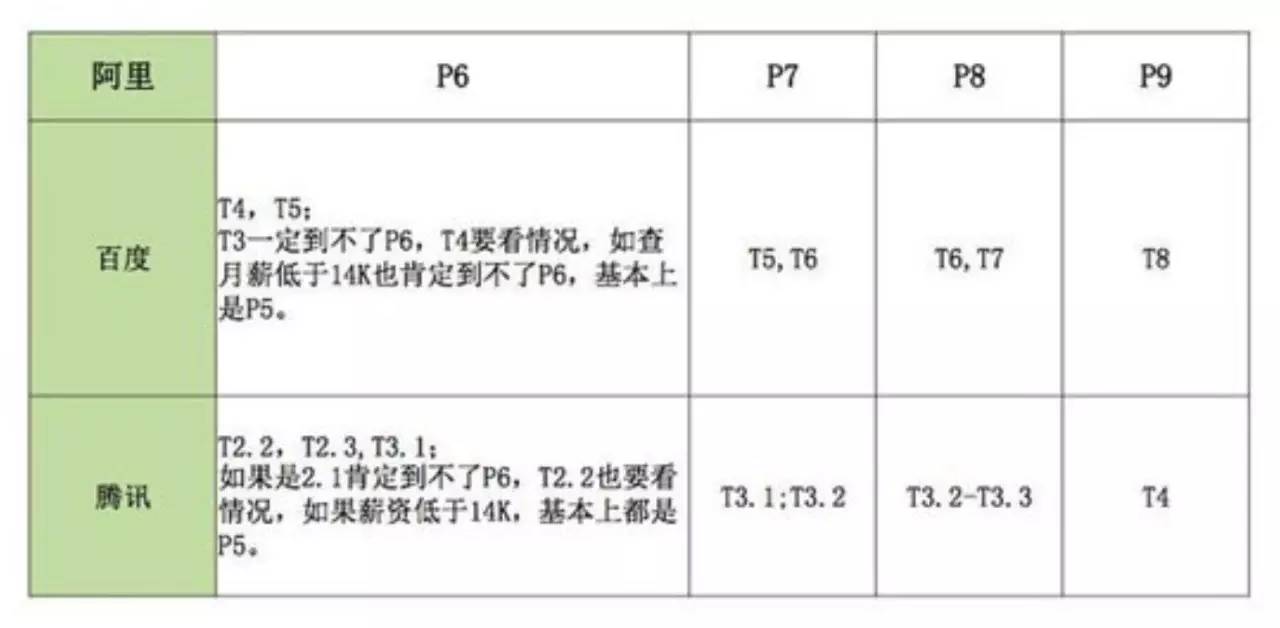 阿里
P6
P7
P8
P9
百度
T4，T5；
T3一定到不了P6，T4要看情况，如查
月薪低于14K也肯定到不了P6，基本上
是P5。
T5,T6
T6,T7
T8
腾讯
T2.2，T2.3,T3.1；
如果是2.1肯定到不了P6，T2.2也要看
情况，如果薪资低于14K，基本上都是
P5。
T3.1;T3.2
T3.2-T3.3
T4